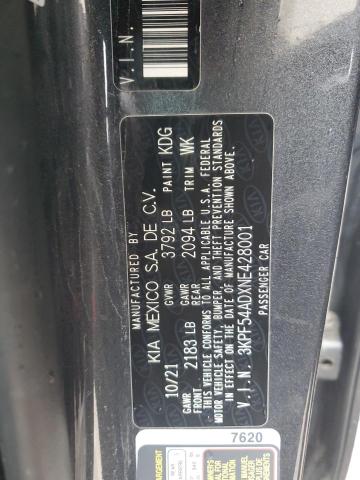 V.I.N.
MANUFACTURED BY
KIA MEXICO S.A. DE C.V.
10/21 GVWR 3792 LB PAINT KDG
GAWR FRONT 2183 LB GAWR REAR 2094 LB TRIM WK
THIS VEHICLE CONFORMS TO ALL APPLICABLE U.S.A. FEDERAL
MOTOR VEHICLE SAFETY, BUMPER, AND THEFT PREVENTION STANDARDS
IN EFFECT ON THE DATE OF MANUFACTURE SHOWN ABOVE.
V.I.N. 3KPF54ADXNE428001
PASSENGER CAR
7620